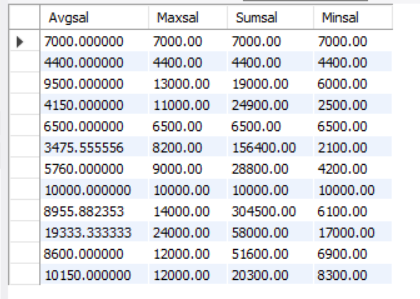 Avgsal Maxsal Sumsal Minsal
7000.000000 7000.00 7000.00 7000.00
4400.000000 4400.00 4400.00 4400.00
9500.000000 13000.00 19000.00 6000.00
4150.000000 11000.00 24900.00 2500.00
6500.000000 6500.00 6500.00 6500.00
3475.555556 8200.00 156400.00 2100.00
5760.000000 9000.00 28800.00 4200.00
10000.000000 10000.00 10000.00 10000.00
8955.882353 14000.00 304500.00 6100.00
19333.333333 24000.00 58000.00 17000.00
8600.000000 12000.00 51600.00 6900.00
10150.000000 12000.00 20300.00 8300.00